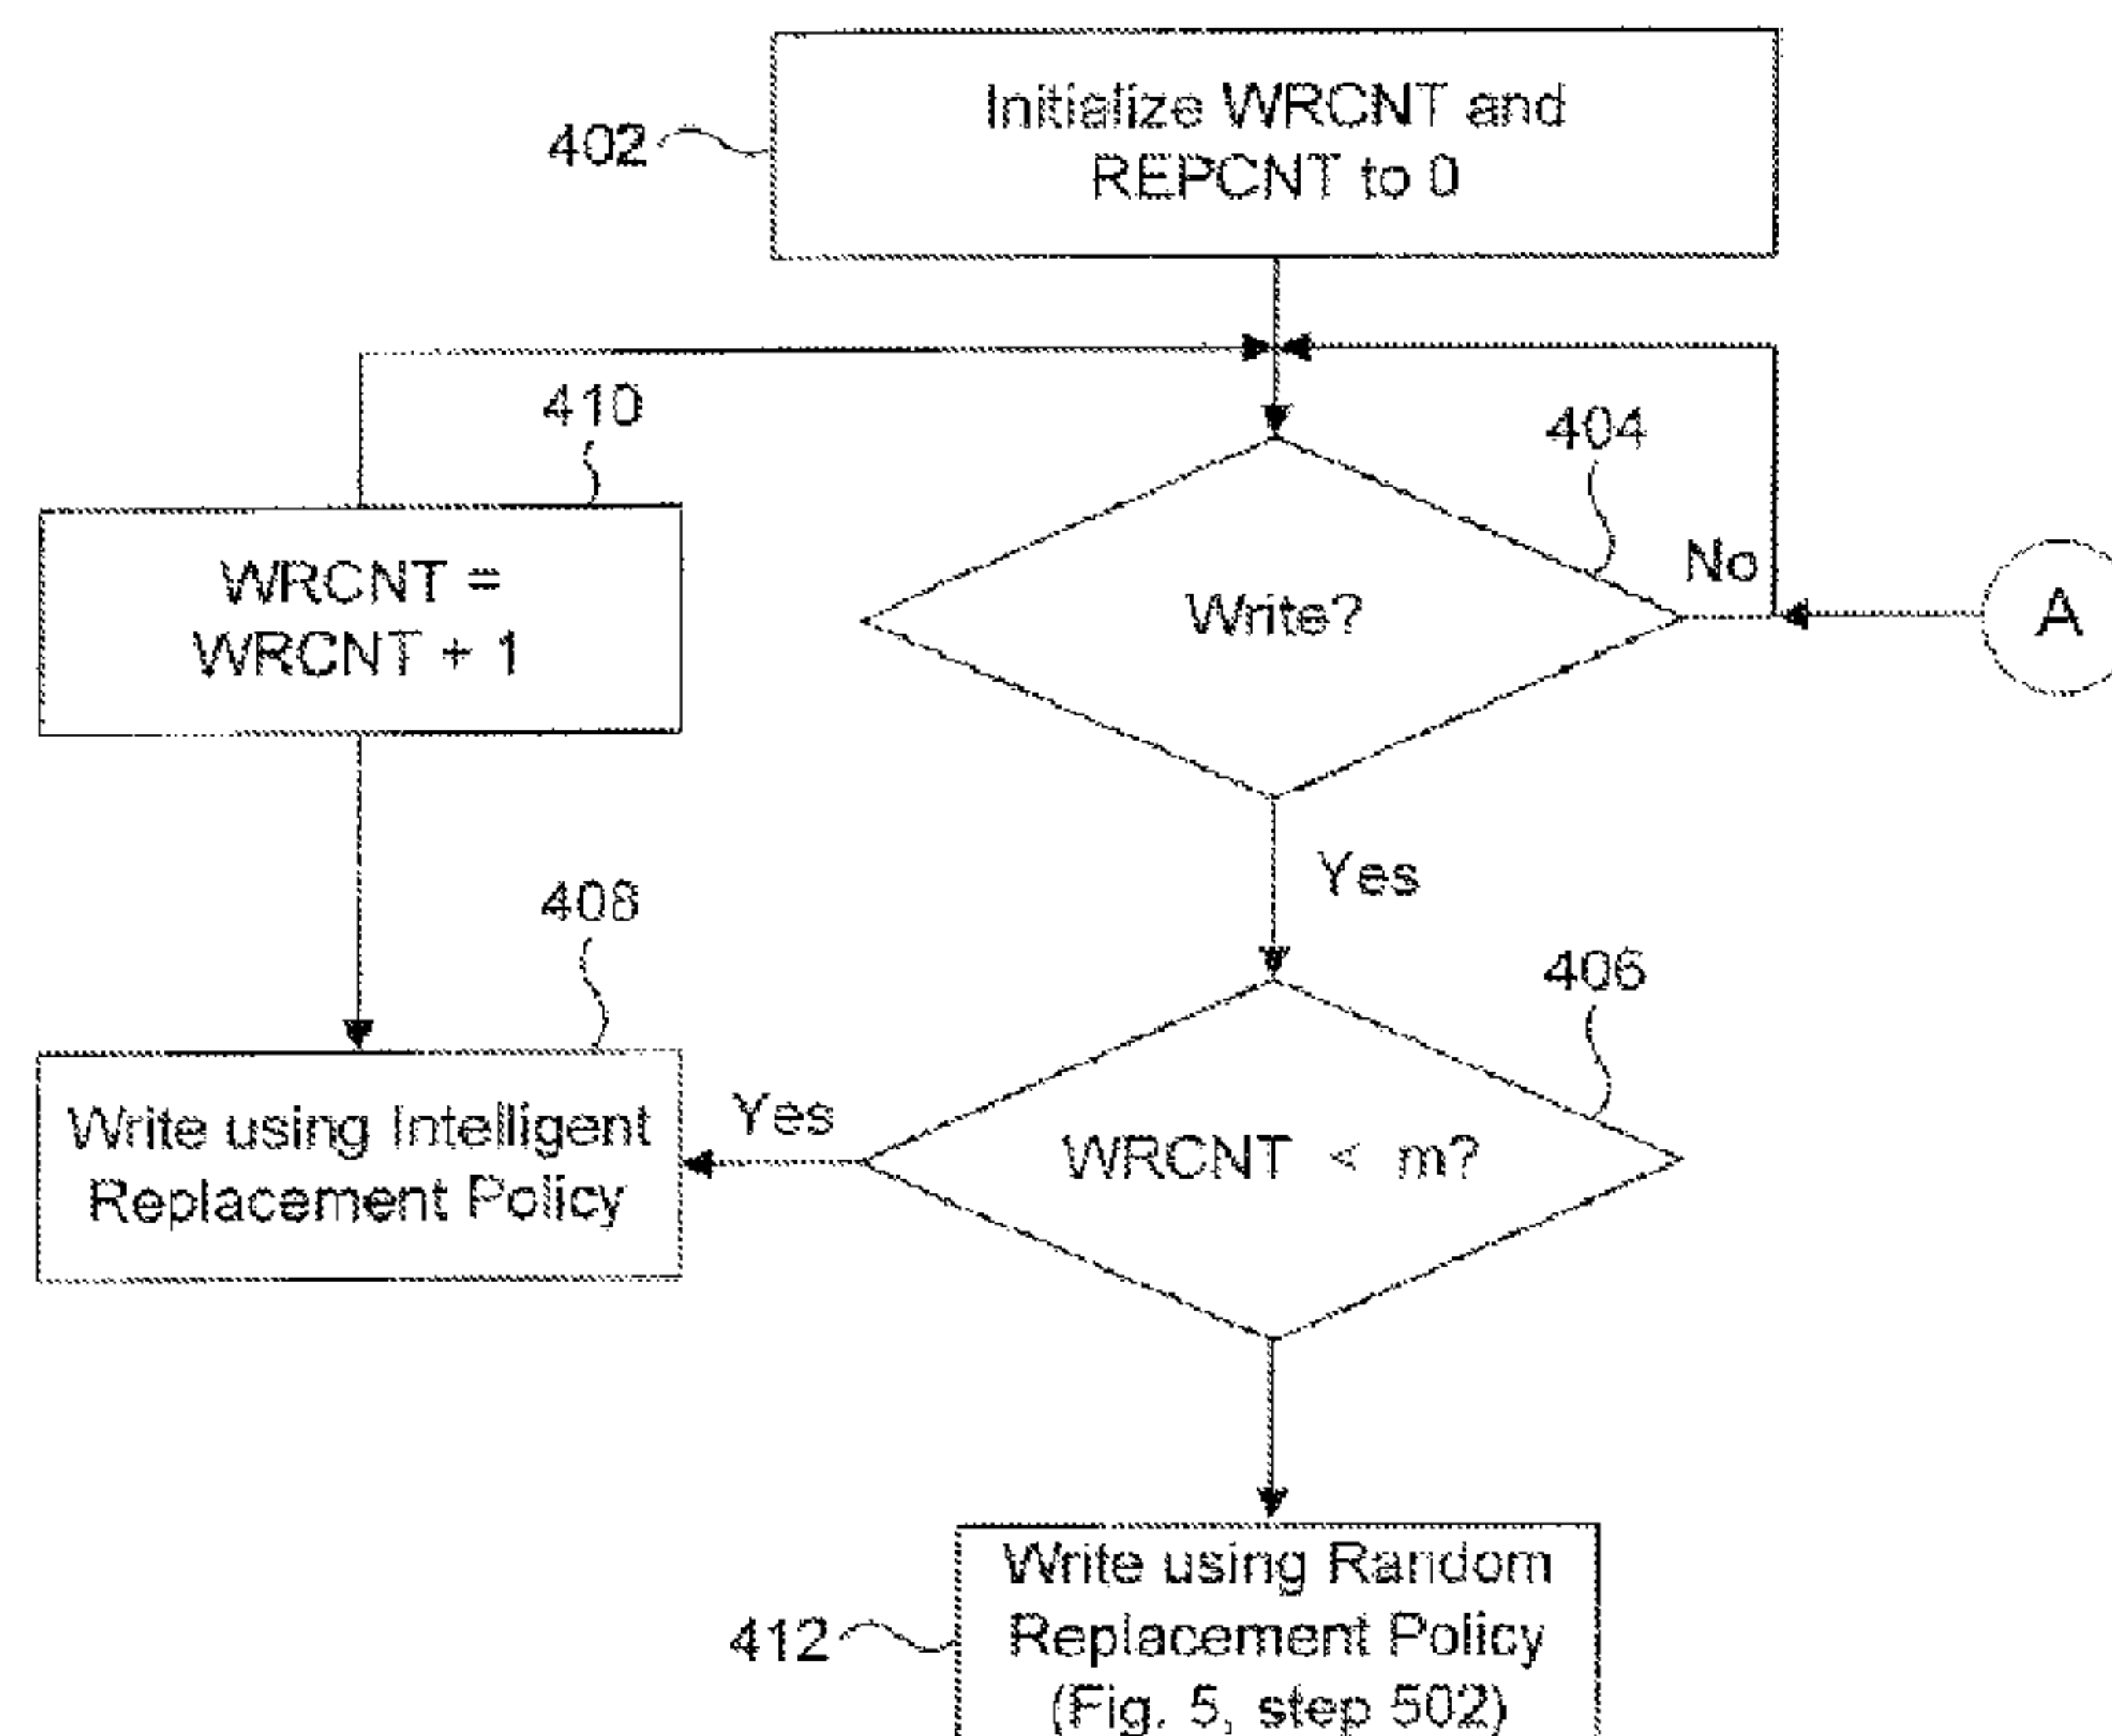 Initialize WRCNT and
REPCNT to 0
402
410
404
No
WRCNT =
WRCNT + 1
Write?
A
Yes
408
406
Write using Intelligent
Replacement Policy
Yes
WRCNT < m?
412
Write using Random
Replacement Policy
(Fig. 5, step 502)